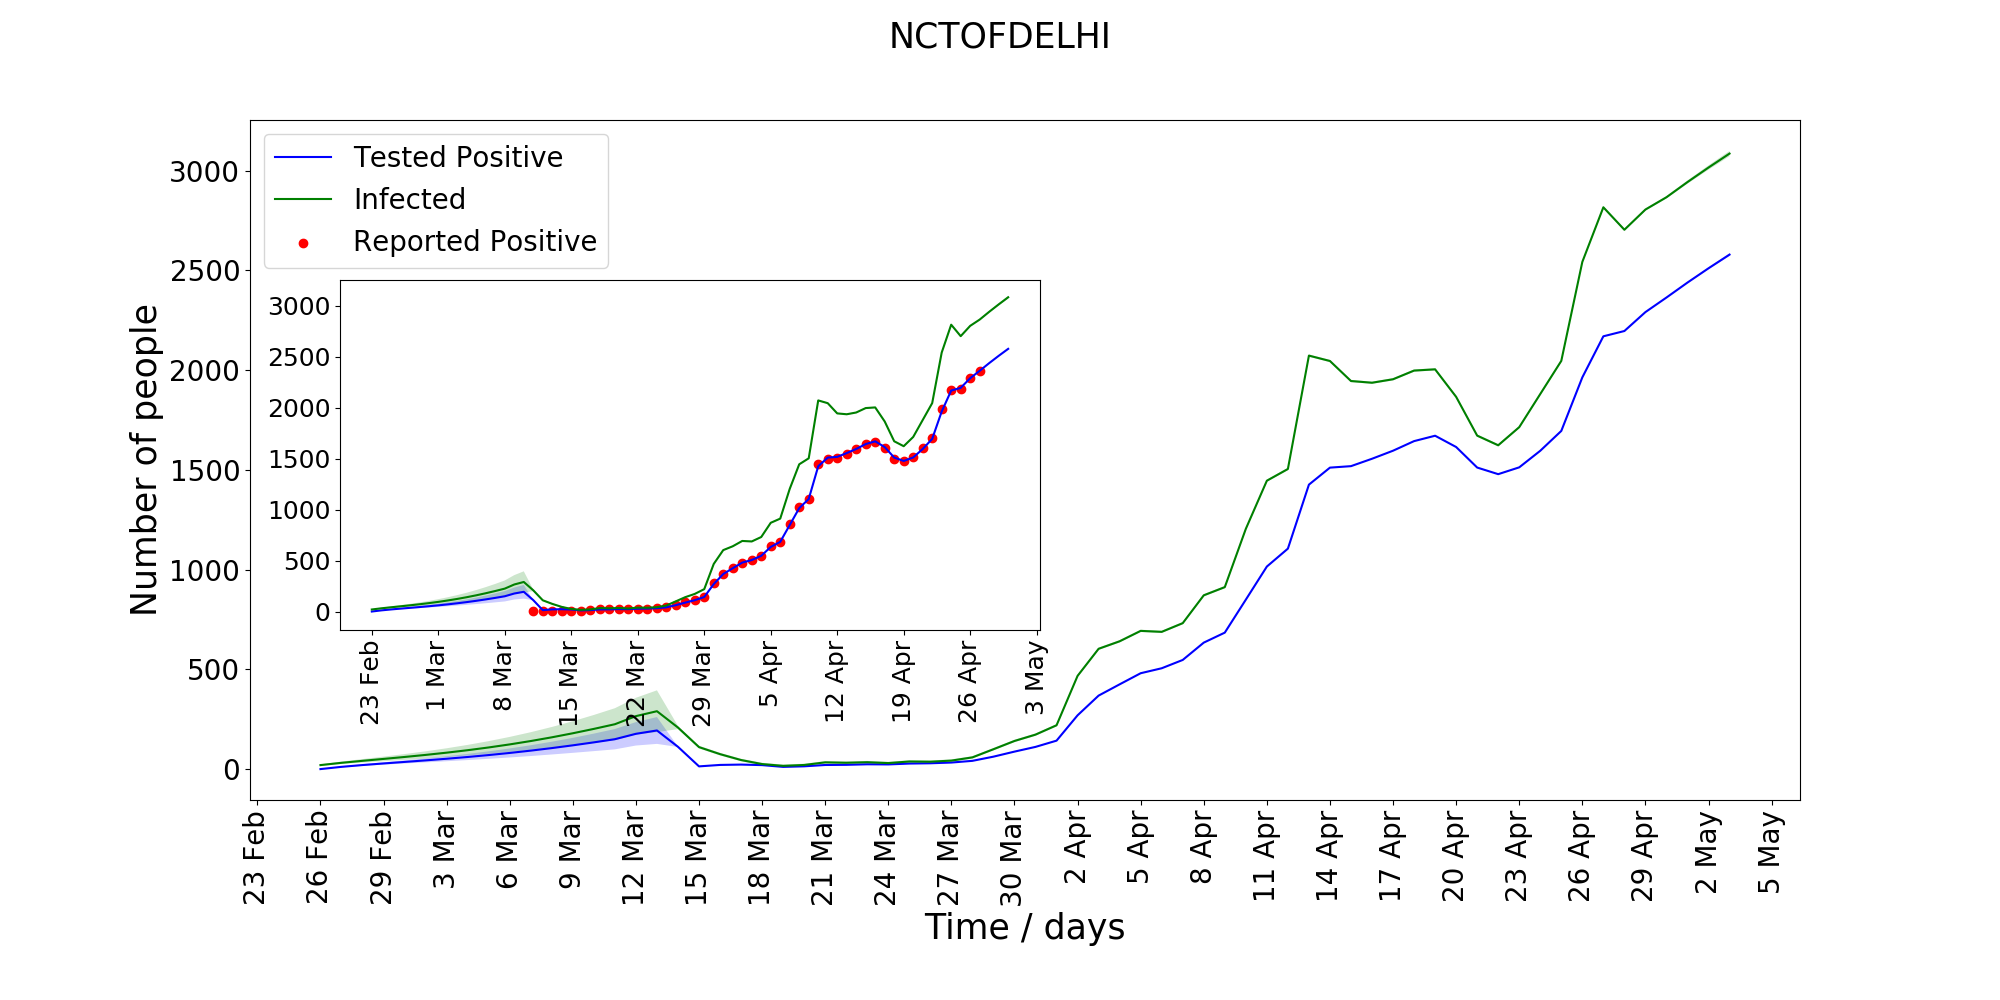 NCTOFDELHI
Tested Positive
Infected
Reported Positive
Number of people
3000
2500
2000
1500
1000
500
0
3000
2500
2000
1500
1000
500
0
23 Feb
1 Mar
8 Mar
15 Mar
22 Mar
29 Mar
5 Apr
12 Apr
19 Apr
26 Apr
3 May
23 Feb
26 Feb
29 Feb
3 Mar
6 Mar
9 Mar
12 Mar
15 Mar
18 Mar
21 Mar
24 Mar
27 Mar
30 Mar
2 Apr
5 Apr
8 Apr
11 Apr
14 Apr
17 Apr
20 Apr
23 Apr
26 Apr
29 Apr
2 May
5 May
Time / days